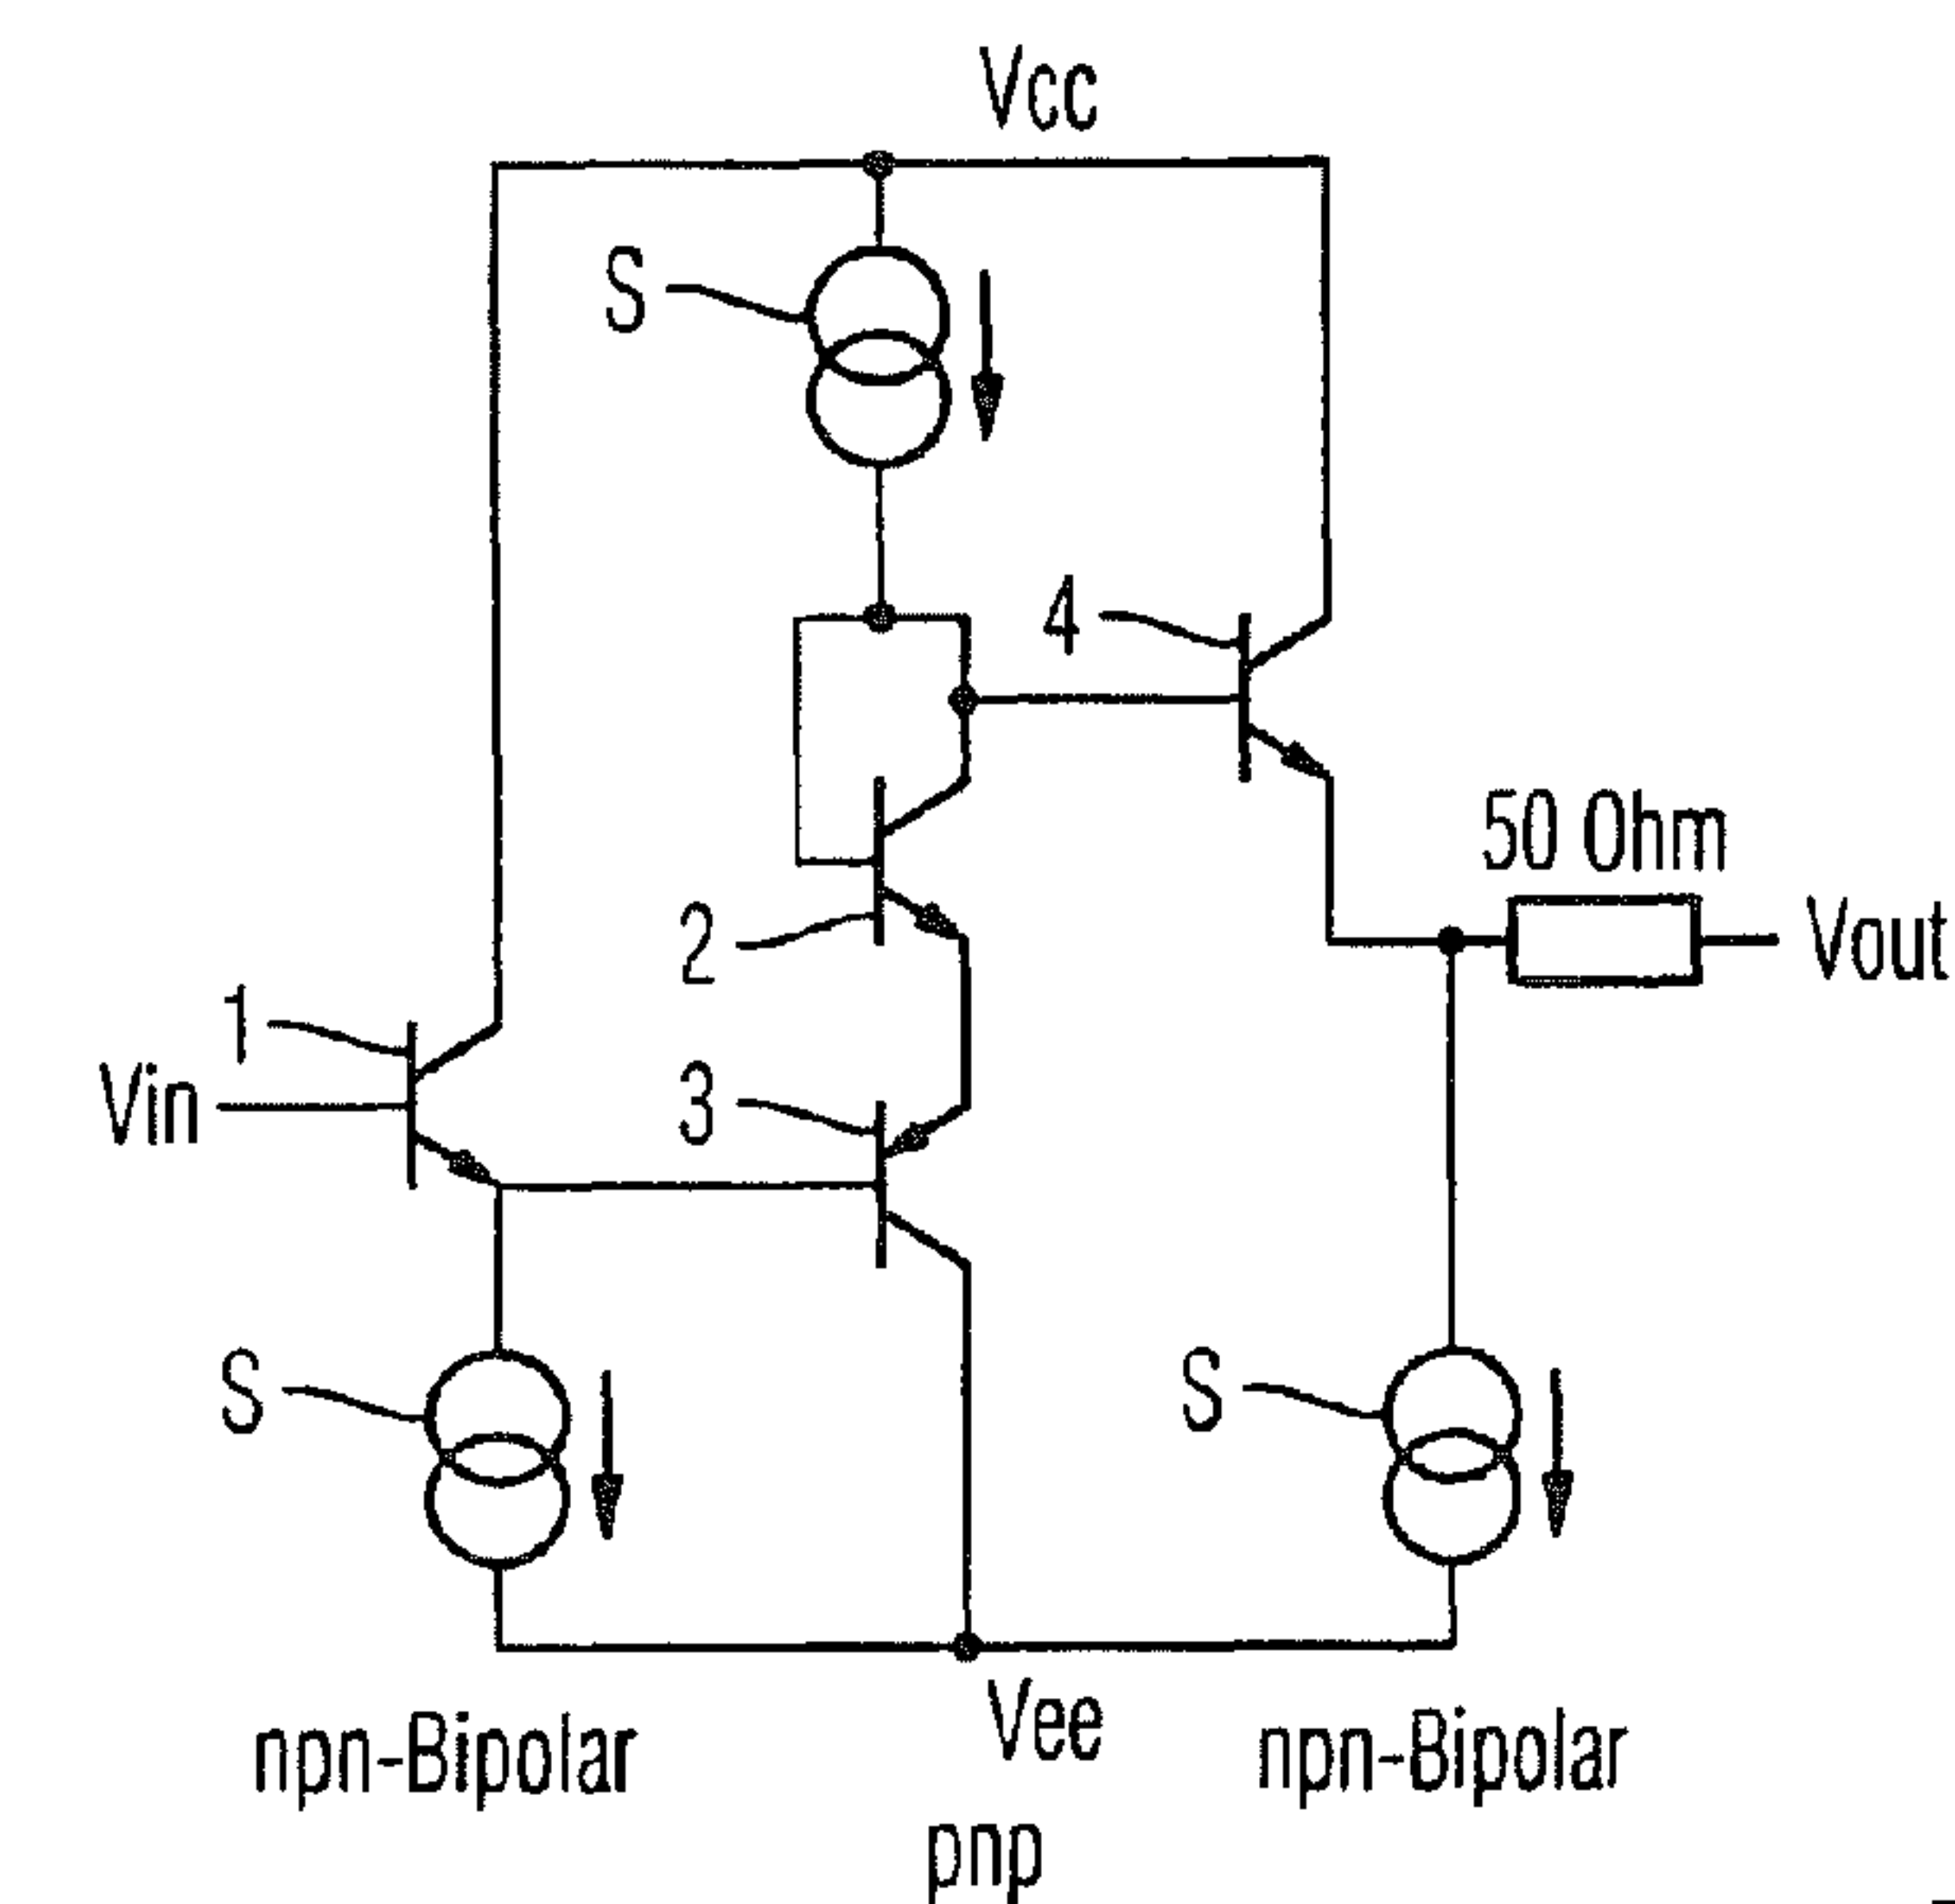 Vcc
S
4
50 Ohm
Vout
2
1
Vin
3
S
S
Vee
npn-Bipolar
npn-Bipolar
pnp